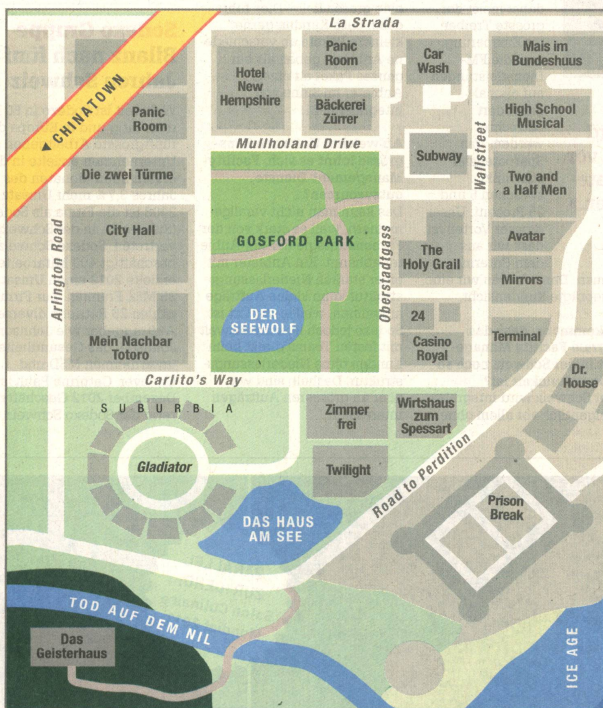 La Strada
Hotel
New
Hempshire
Panic
Room
Car
Wash
Mais im
Bundeshuus
◄ CHINATOWN
Panic
Room
Bäckerei
Zürrer
High School
Musical
Mullholand Drive
Subway
Wallstreet
Die zwei Türme
Two and
a Half Men
Arlington Road
City Hall
GOSFORD PARK
Oberstadtgass
The
Holy Grail
Avatar
Mirrors
DER
SEEWOLF
24
Mein Nachbar
Totoro
Casino
Royal
Terminal
Carlito's Way
Dr.
House
SUBURBIA
Zimmer
frei
Wirtshaus
zum
Spessart
Gladiator
Twilight
Road to Perdition
Prison
Break
DAS HAUS
AM SEE
TOD AUF DEM NIL
Das
Geisterhaus
ICE AGE